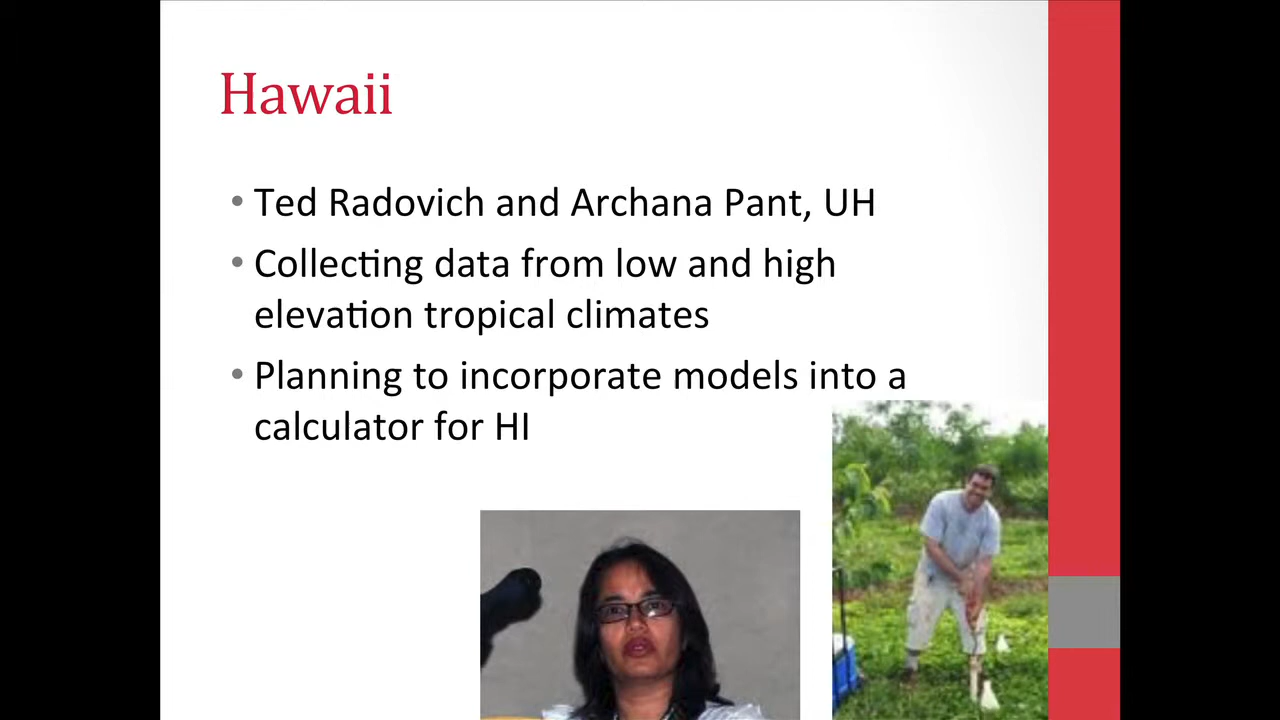 Hawaii
• Ted Radovich and Archana Pant, UH
• Collecting data from low and high
elevation tropical climates
• Planning to incorporate models into a
calculator for HI